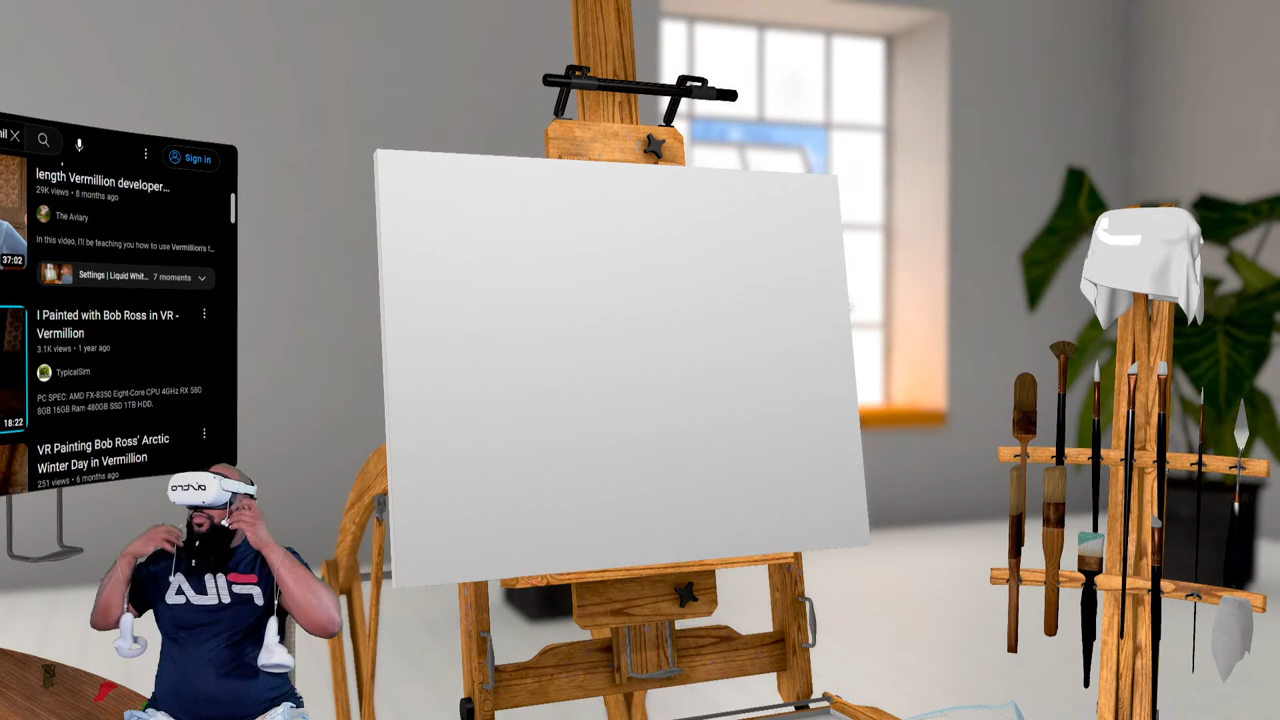 Sign in
length Vermillion developer...
29K views • 8 months ago
The Aviary
In this video, I'll be teaching you how to use Vermillion's t...
37:02
Settings | Liquid Whit... 7 moments
I Painted with Bob Ross in VR -
Vermillion
3.1K views • 1 year ago
TypicalSim
PC SPEC: AMD FX-8350 Eight-Core CPU 4GHz RX 580
8GB 16Gb Ram 480GB SSD 1TB HDD.
18:22
VR Painting Bob Ross' Arctic
Winter Day in Vermillion
251 views • 6 months ago
FILA